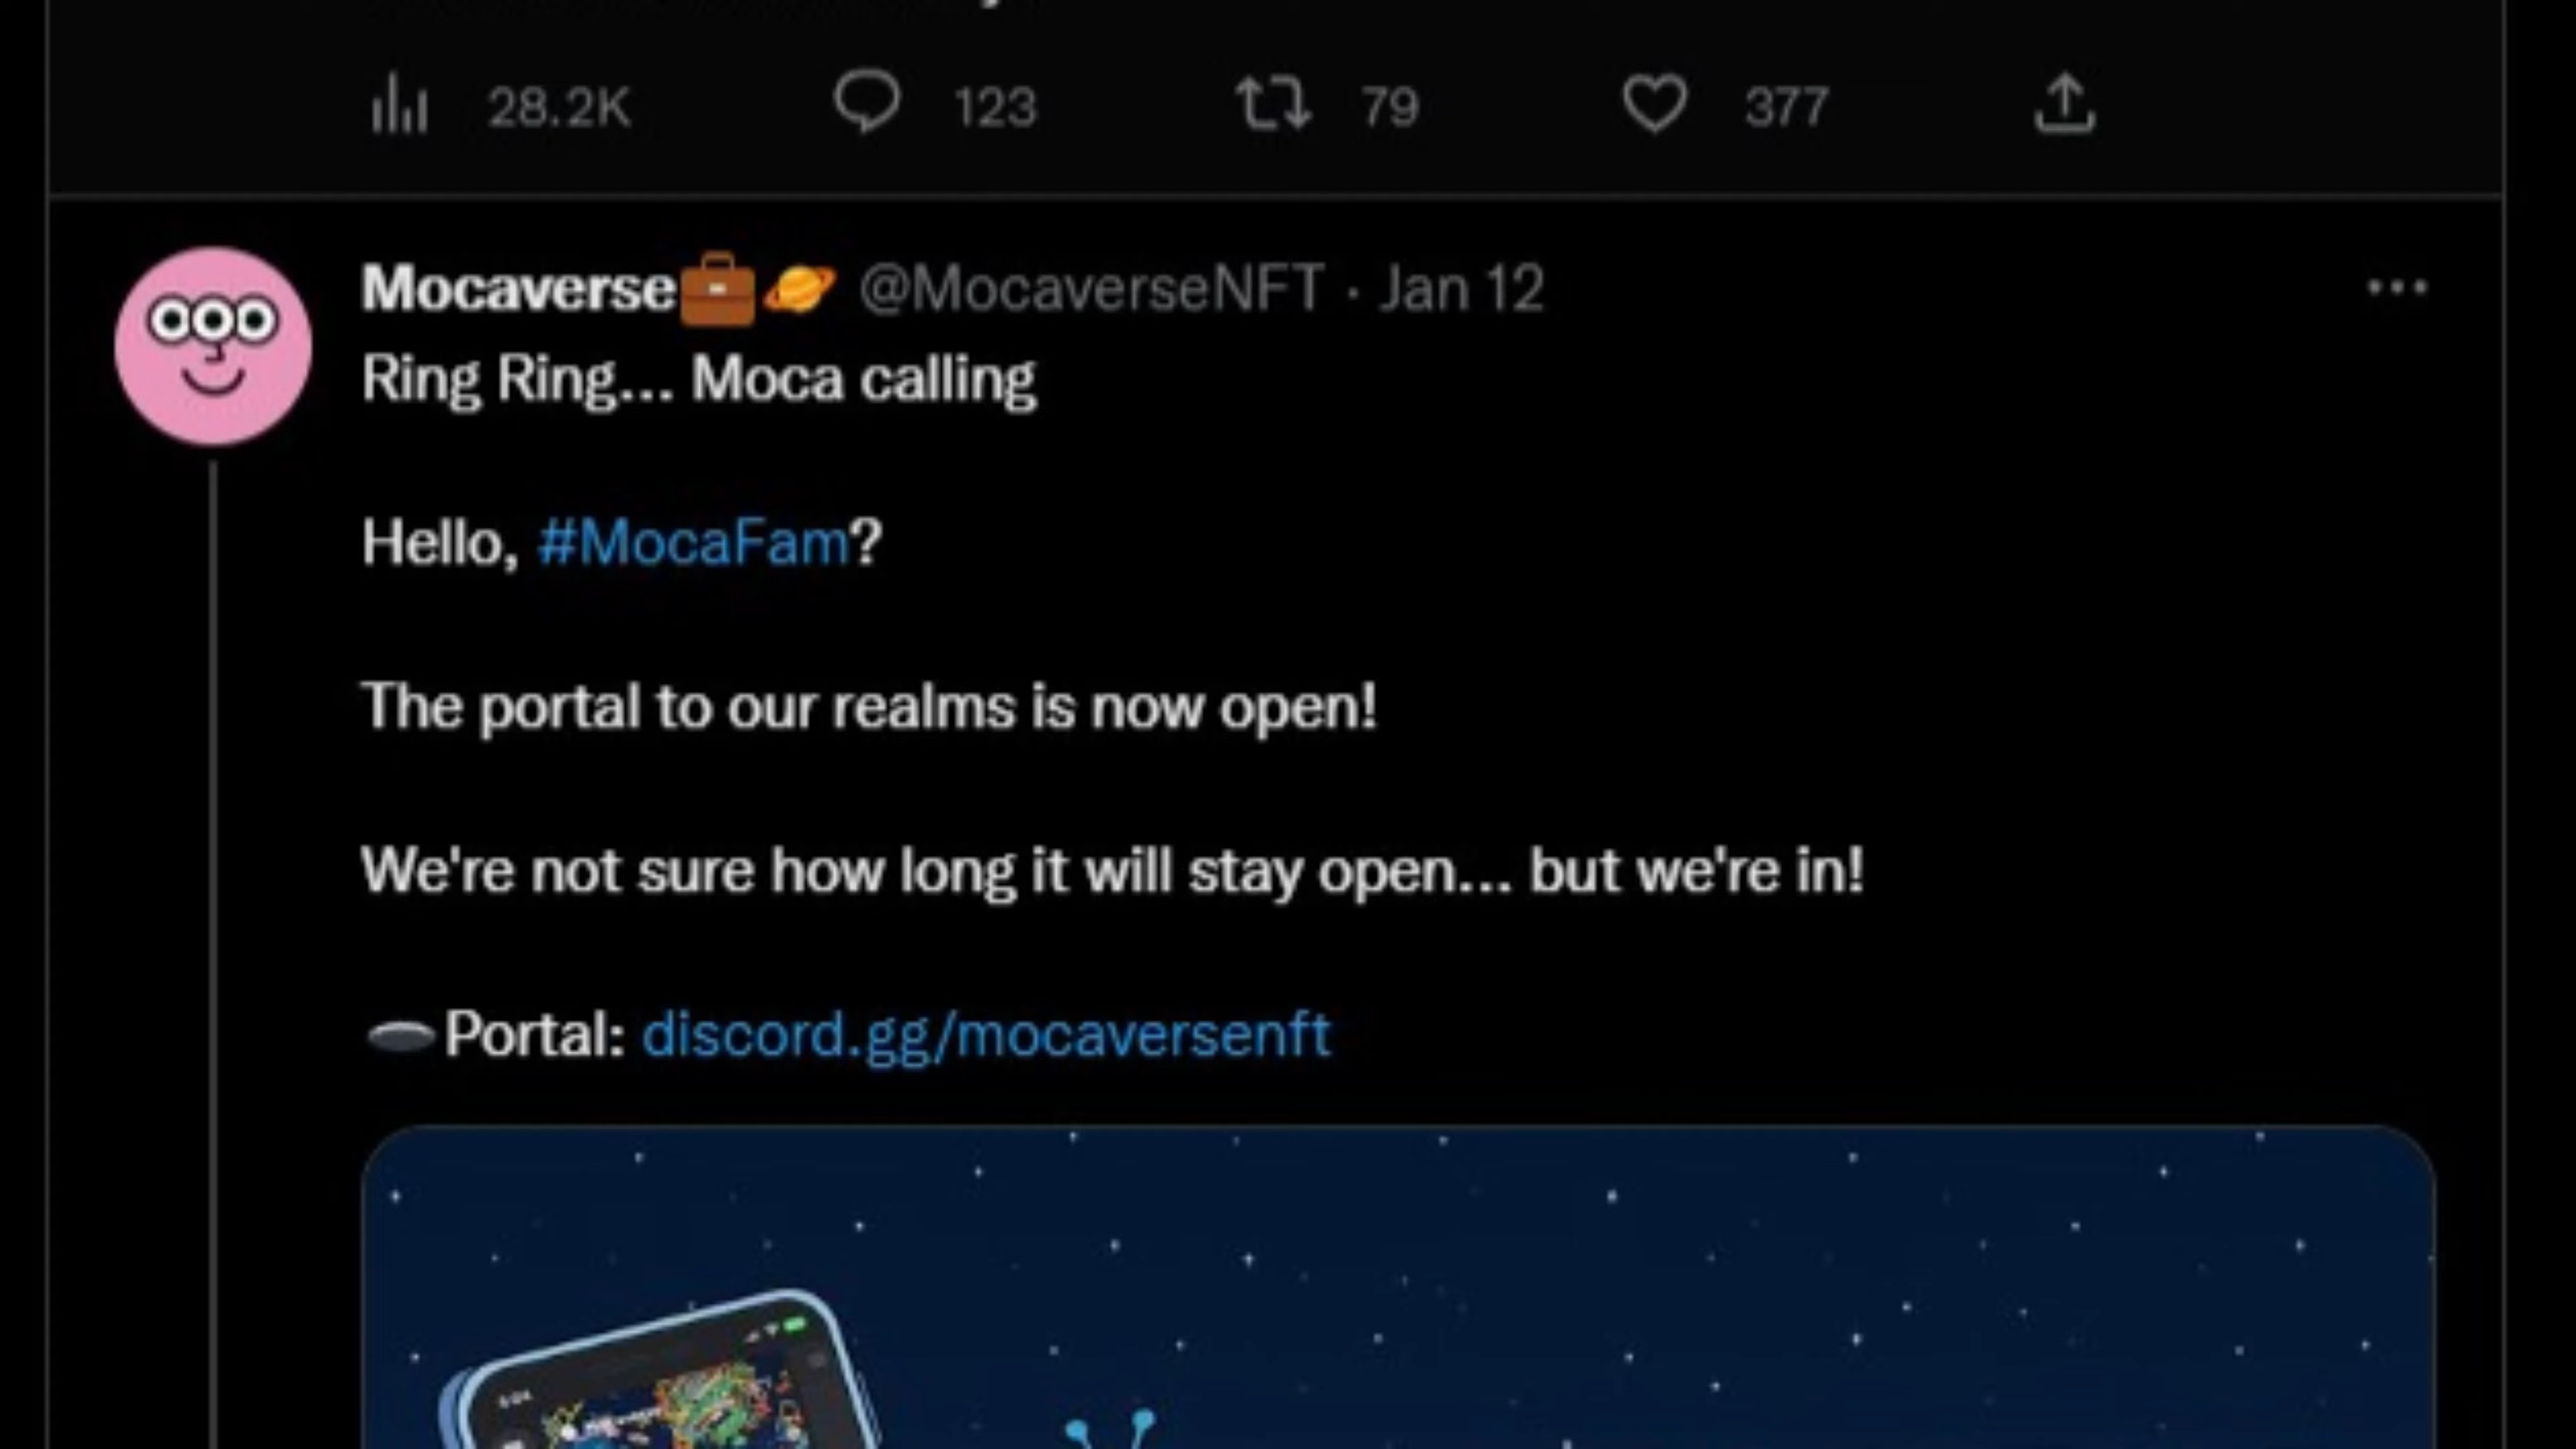 28.2K 123 79 377
Mocaverse💼🪐 @MocaverseNFT · Jan 12
Ring Ring... Moca calling
Hello, #MocaFam?
The portal to our realms is now open!
We're not sure how long it will stay open... but we're in!
🕳️Portal: discord.gg/mocaversenft